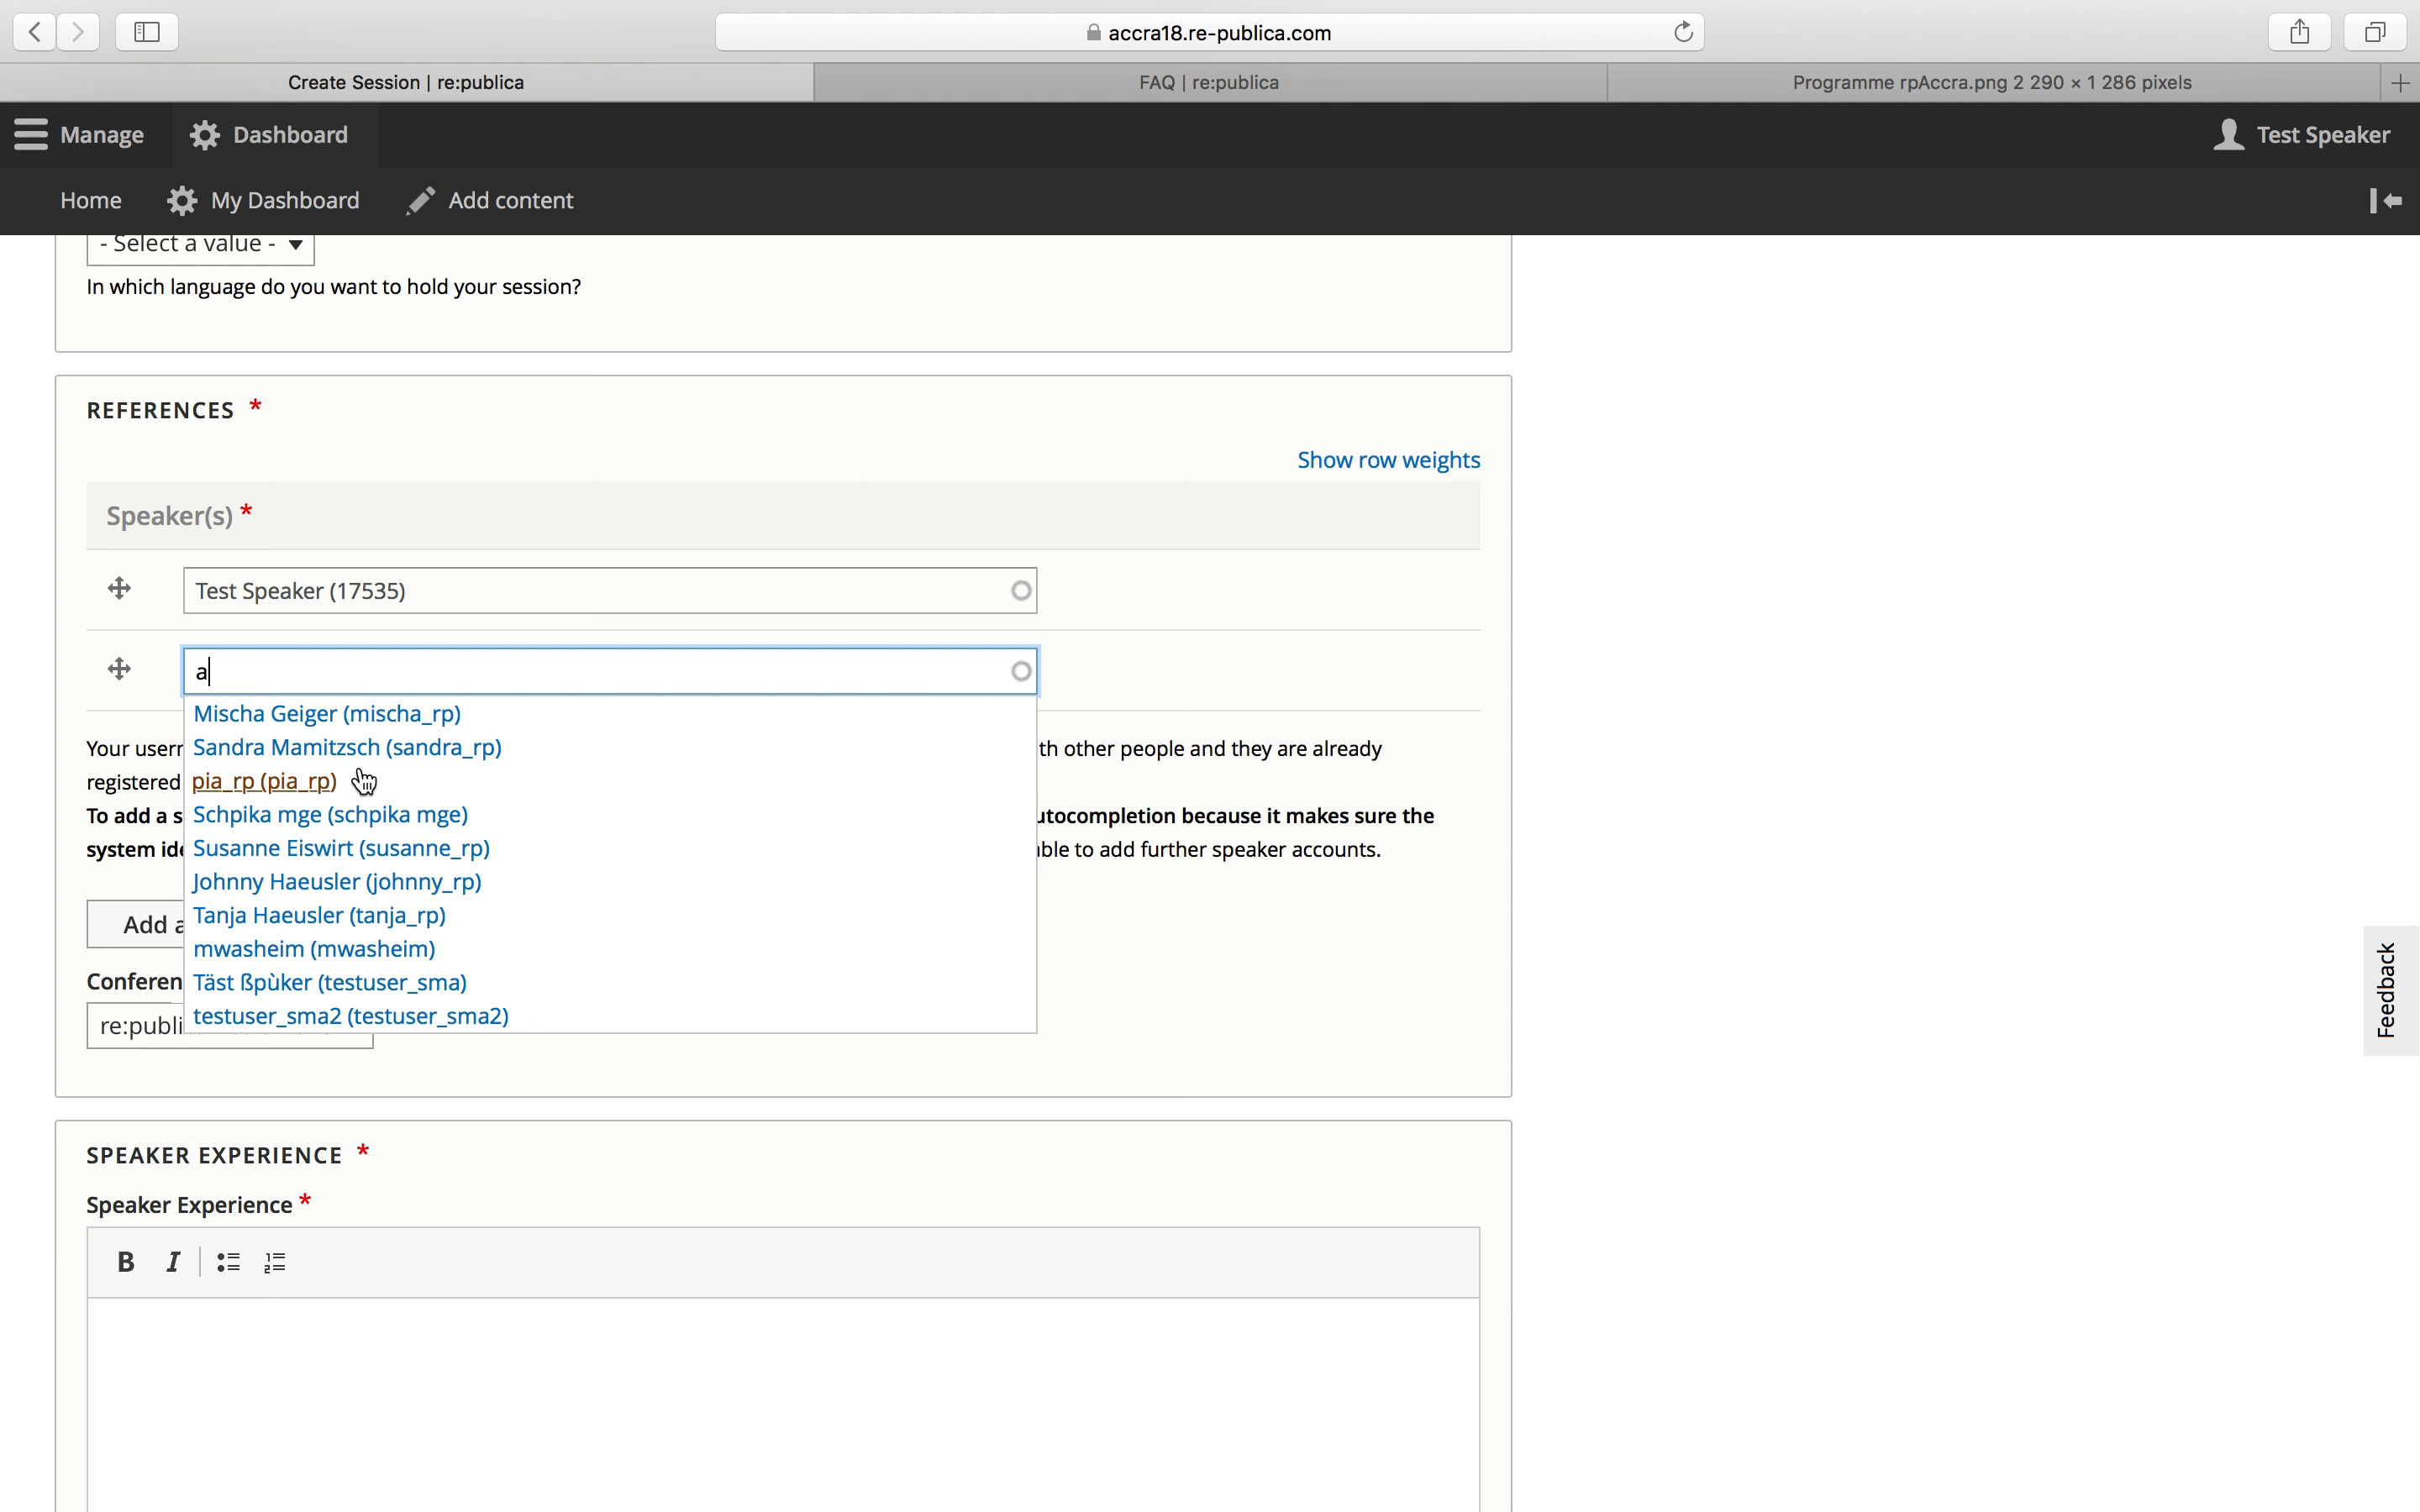 accra18.re-publica.com
Create Session | re:publica
FAQ | re:publica
Programme rpAccra.png 2 290 × 1 286 pixels
Manage
Dashboard
Test Speaker
Home
My Dashboard
Add content
- Select a value -
In which language do you want to hold your session?
REFERENCES *
Show row weights
Speaker(s) *
Test Speaker (17535)
a
Mischa Geiger (mischa_rp)
Your
th other people and they are already
Sandra Mamitzsch (sandra_rp)
registered
pia_rp (pia_rp)
To add a
Schpika mge (schpika mge)
because it makes sure the
system
Susanne Eiswirt (susanne_rp)
to add further speaker accounts.
Johnny Haeusler (johnny_rp)
Add
Tanja Haeusler (tanja_rp)
mwasheim (mwasheim)
Conferen
Täst ßpùker (testuser_sma)
re:publi
testuser_sma2 (testuser_sma2)
Feedback
SPEAKER EXPERIENCE *
Speaker Experience *
B I